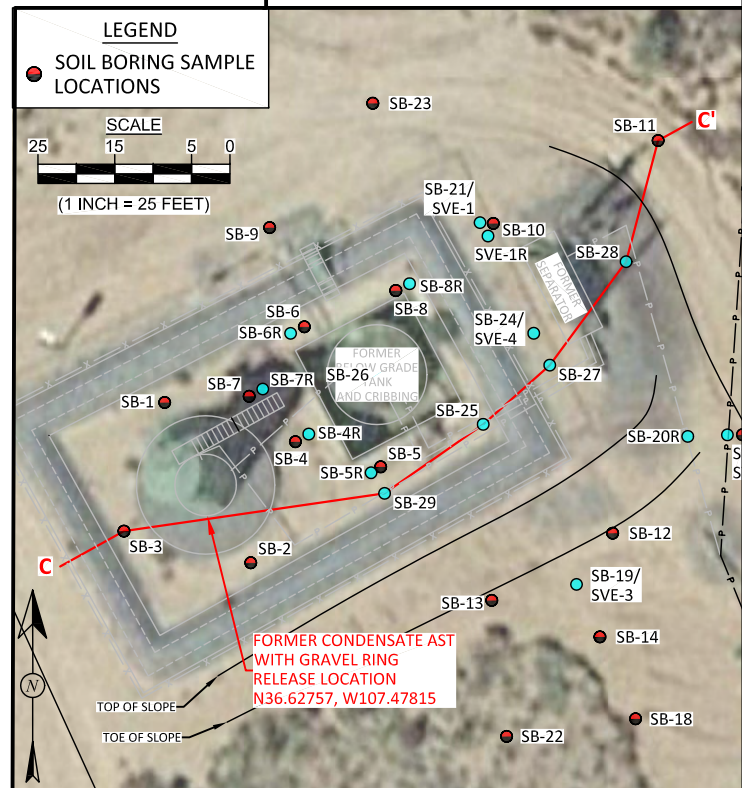 LEGEND
SOIL BORING SAMPLE
LOCATIONS
SCALE
25 15 5 0
(1 INCH = 25 FEET)
SB-23
SB-11
C'
SB-21/
SVE-1
SB-10
SVE-1R
SB-9
SB-28
FORMER
SEPARATOR
SB-8R
SB-8
SB-6
SB-6R
SB-24/
SVE-4
FORMER
BELOW GRADE
TANK
AND CRIBBING
SB-26
SB-27
SB-7
SB-7R
SB-1
SB-25
SB-4R
SB-4
SB-20R
SB-5
SB-5R
SB-29
SB-3
SB-12
C
SB-2
SB-19/
SVE-3
SB-13
SB-14
FORMER CONDENSATE AST
WITH GRAVEL RING
RELEASE LOCATION
N36.62757, W107.47815
N
TOP OF SLOPE
TOE OF SLOPE
SB-18
SB-22